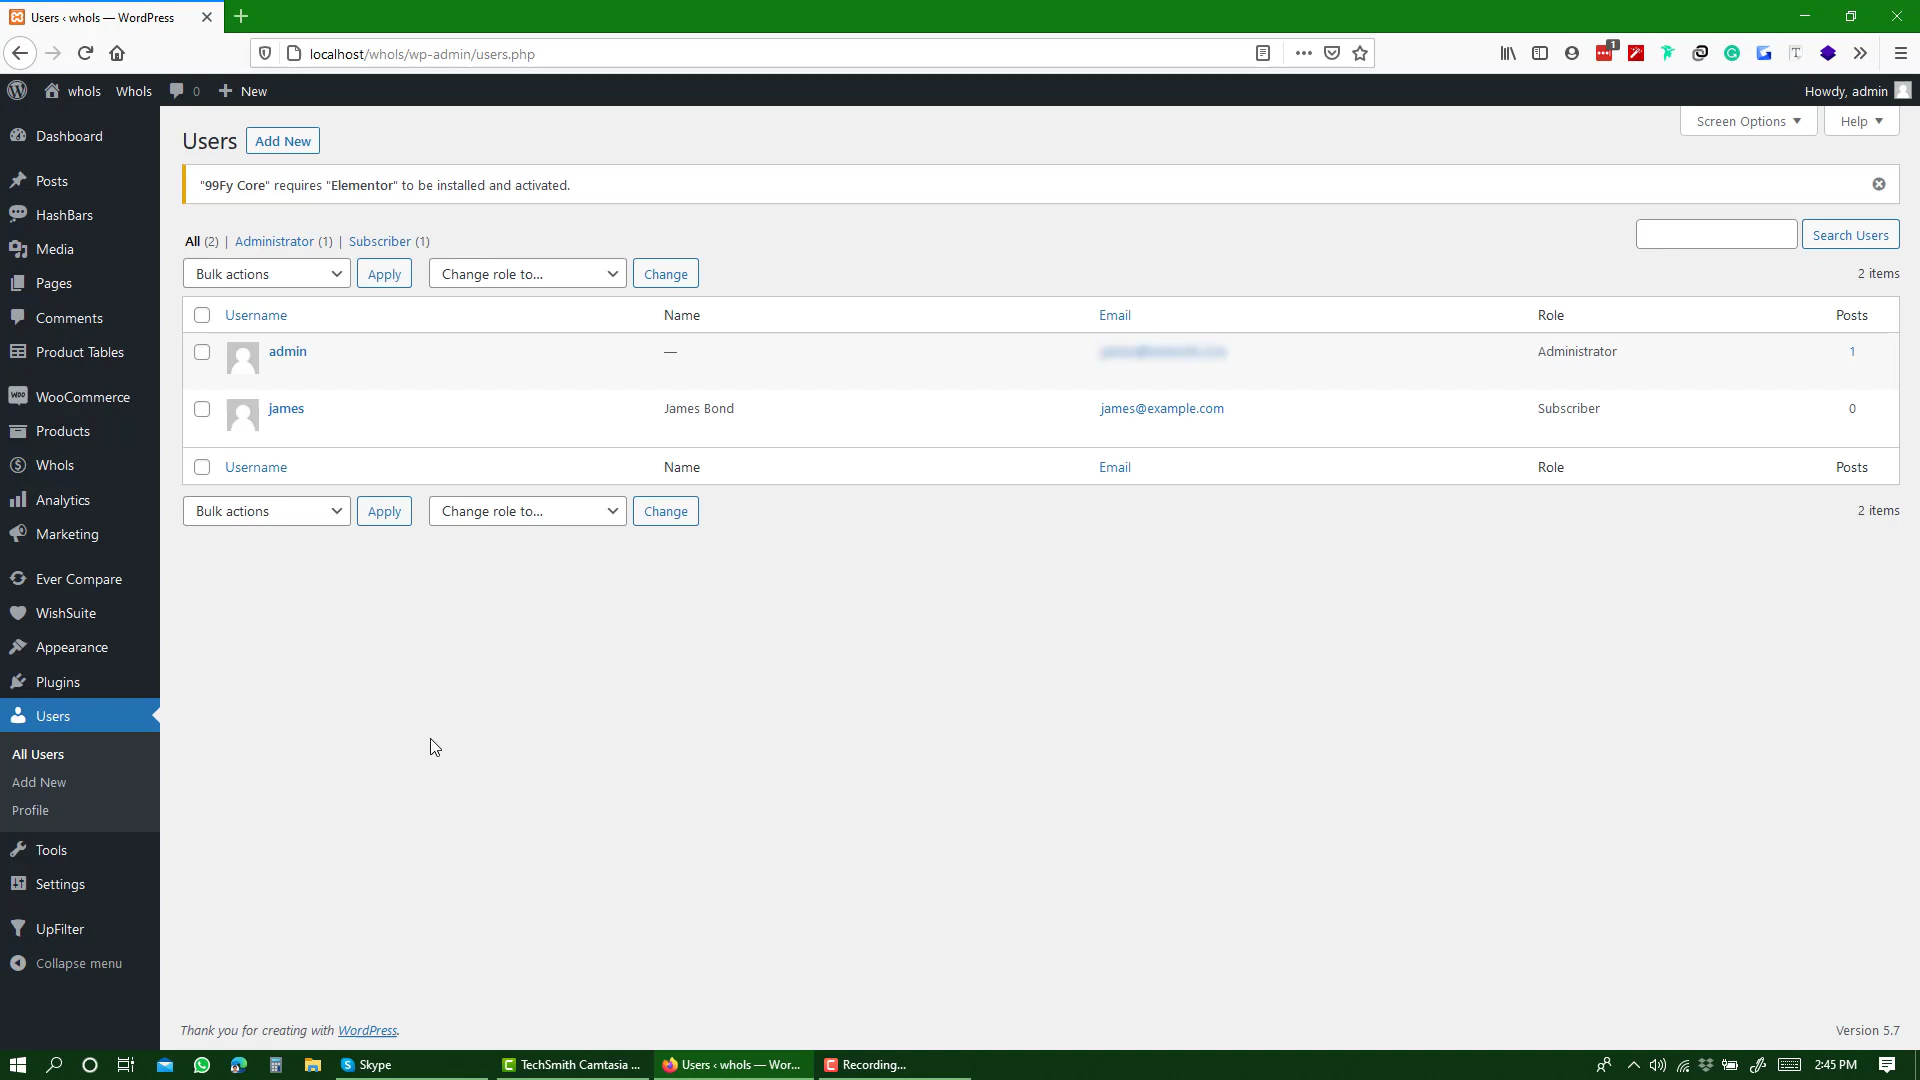 Users ‹ whols — WordPress
localhost/whols/wp-admin/users.php
1
whols
Whols
0
New
Howdy, admin
Screen Options
Help
Users
Add New
"99Fy Core" requires "Elementor" to be installed and activated.
All (2) | Administrator (1) | Subscriber (1)
Search Users
Bulk actions
Apply
Change role to...
Change
2 items
Username
Name
Email
Role
Posts
admin
—
Administrator
1
james
James Bond
james@example.com
Subscriber
0
Username
Name
Email
Role
Posts
Bulk actions
Apply
Change role to...
Change
2 items
Dashboard
Posts
HashBars
Media
Pages
Comments
Product Tables
WooCommerce
Products
Whols
Analytics
Marketing
Ever Compare
WishSuite
Appearance
Plugins
Users
All Users
Add New
Profile
Tools
Settings
UpFilter
Collapse menu
Thank you for creating with WordPress.
Version 5.7
Skype
TechSmith Camtasia ...
Users ‹ whols — Wor...
Recording...
2:45 PM